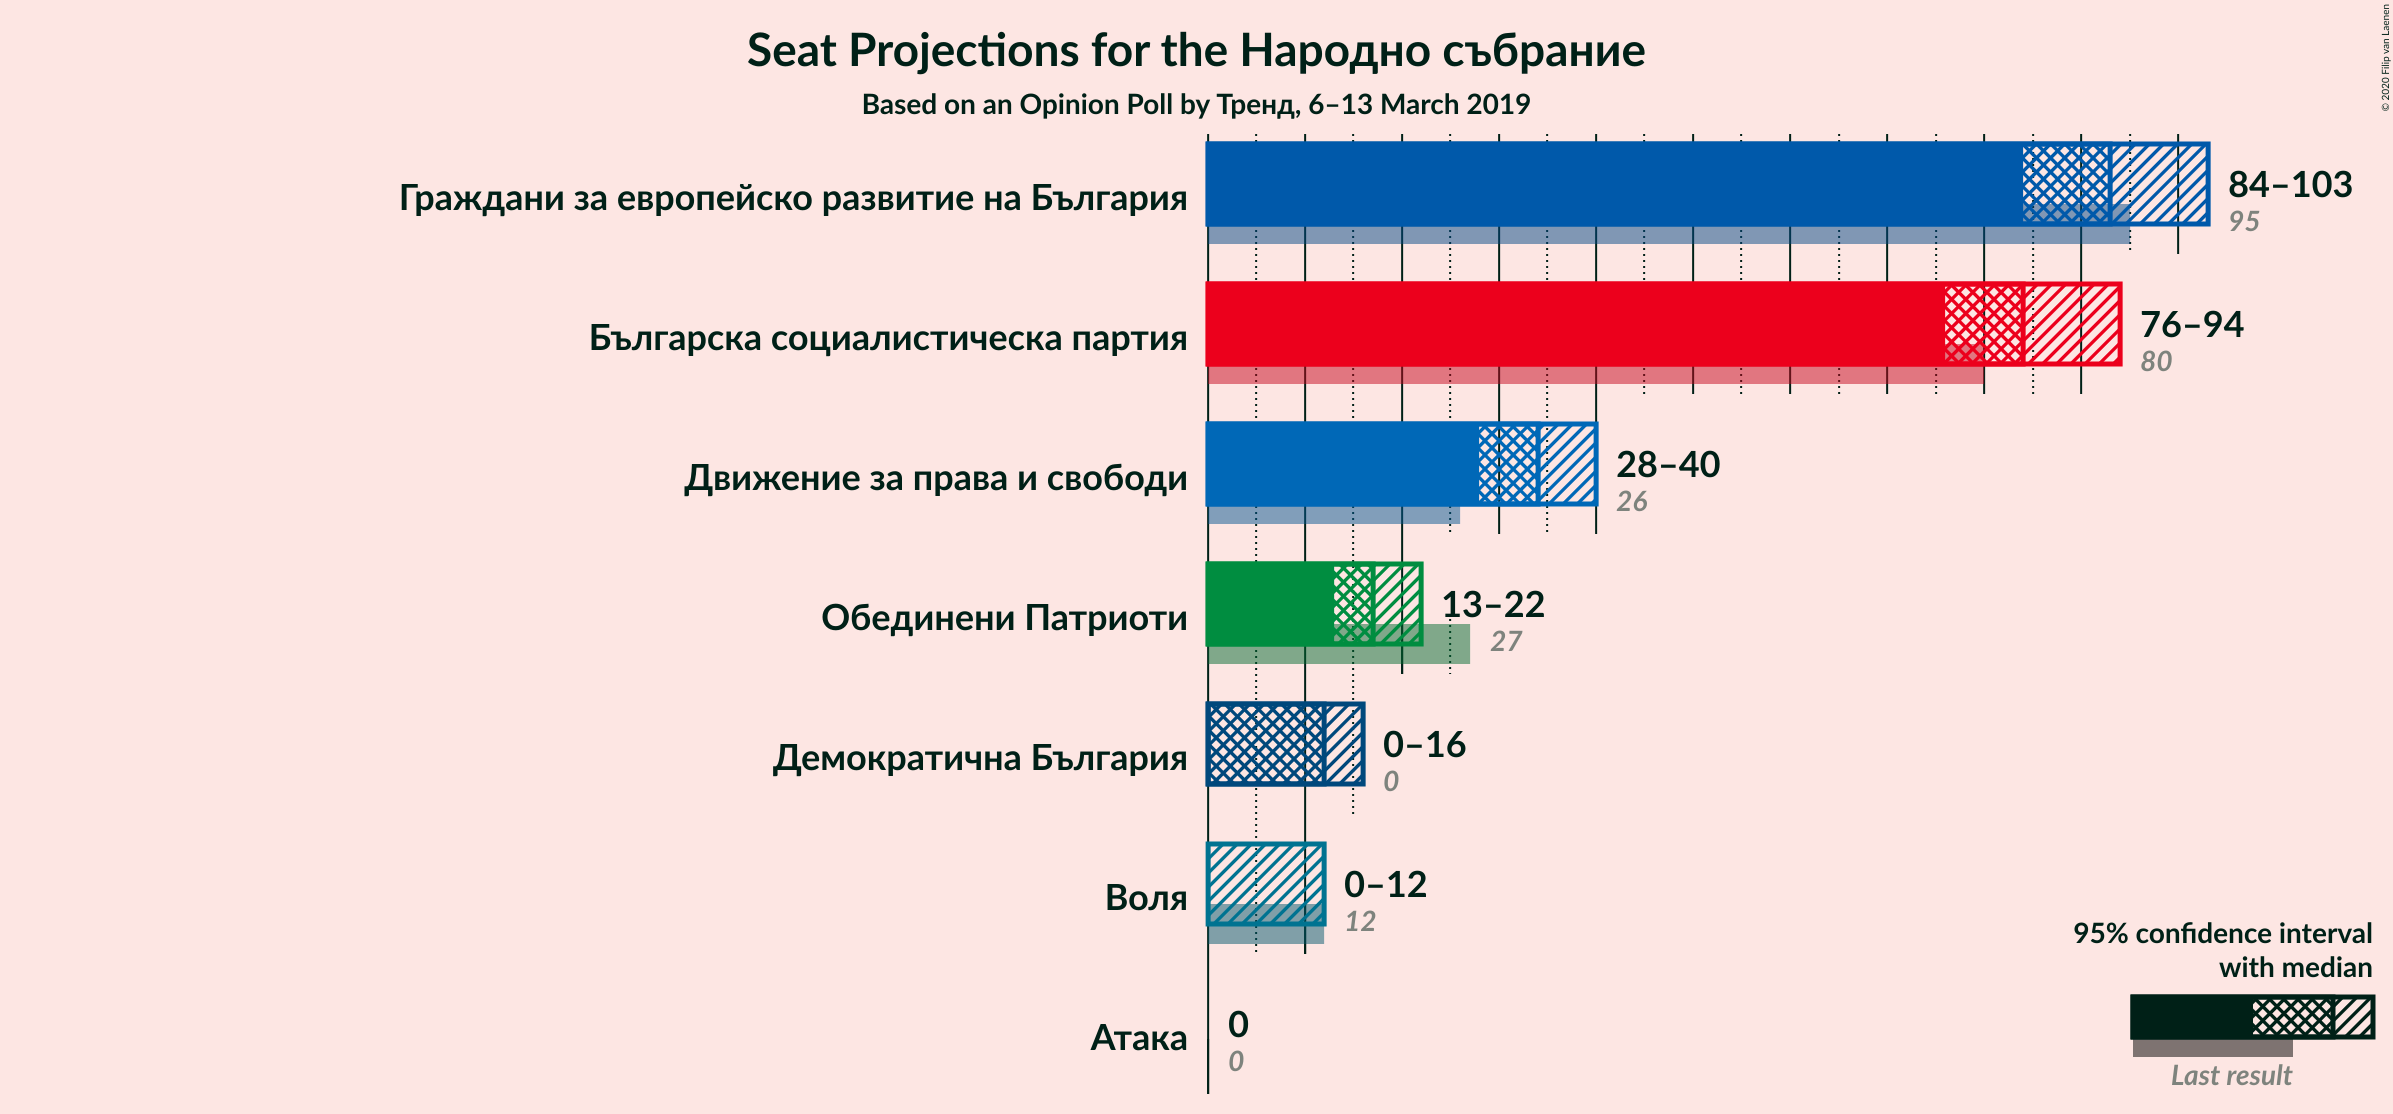 Seat Projections for the Народно събрание
Based on an Opinion Poll by Тренд, 6–13 March 2019
© 2020 Filip van Laenen
Граждани за европейско развитие на България
84–103
95
Българска социалистическа партия
76–94
80
Движение за права и свободи
28–40
26
Обединени Патриоти
13–22
27
Демократична България
0–16
0
Воля
0–12
12
Атака
0
0
95% confidence interval
with median
Last result